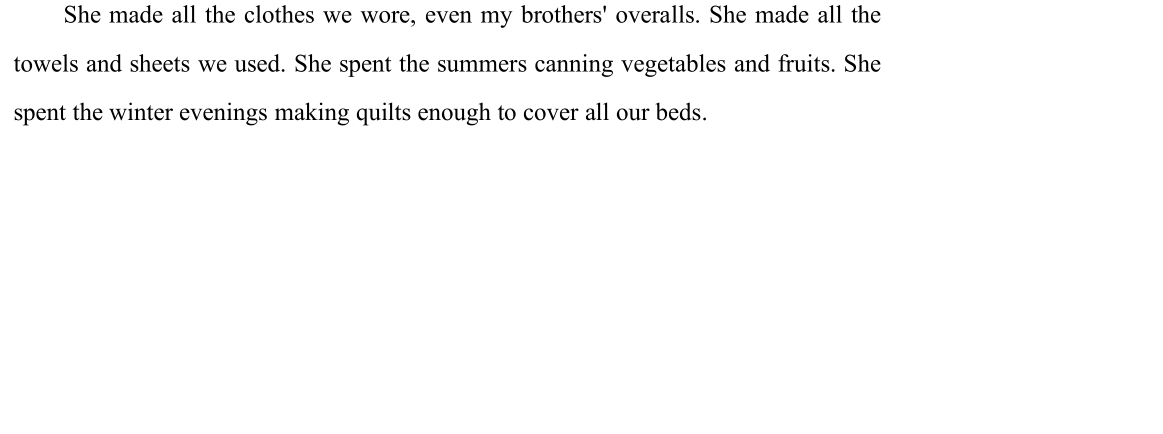 She made all the clothes we wore, even my brothers' overalls. She made all the
towels and sheets we used. She spent the summers canning vegetables and fruits. She
spent the winter evenings making quilts enough to cover all our beds.